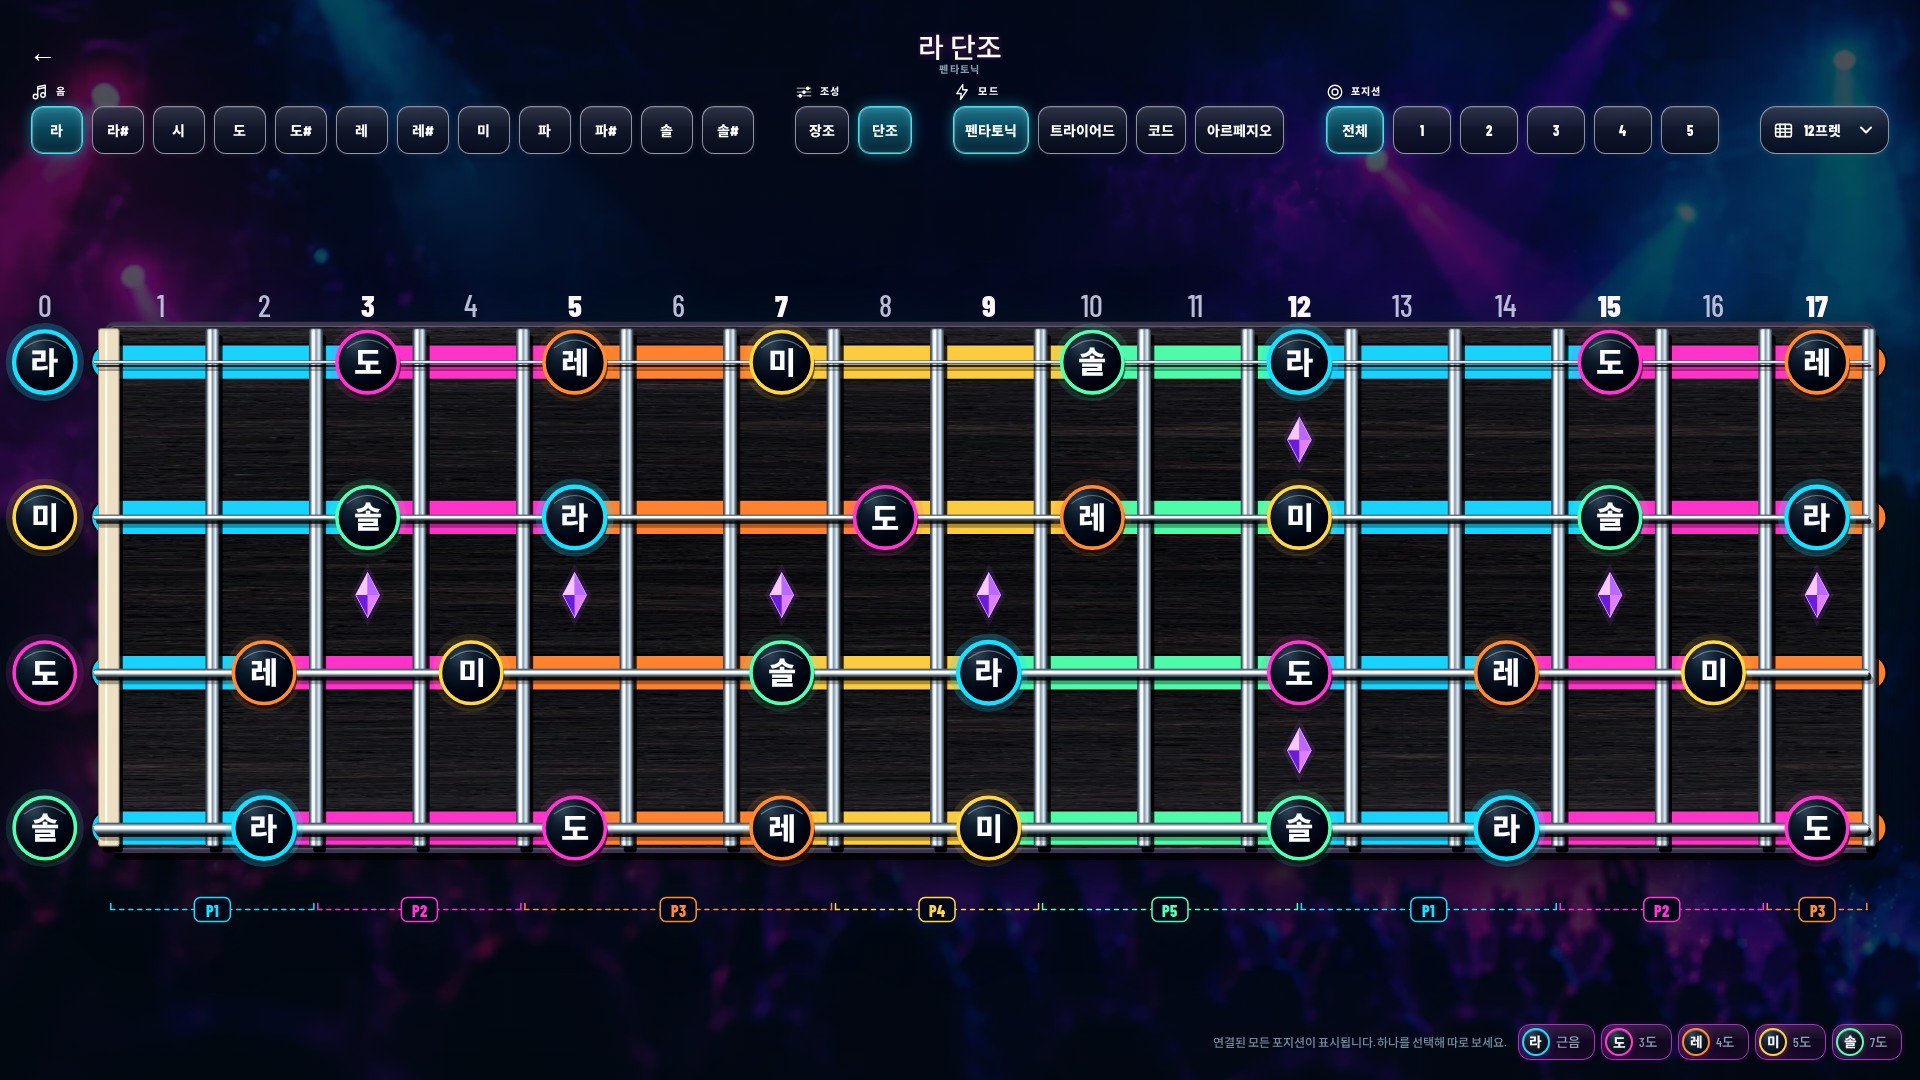 ←
라 단조
펜타토닉
음
라 라# 시 도 도# 레 레# 미 파 파# 솔 솔#
조성
장조 단조
모드
펜타토닉 트라이어드 코드 아르페지오
포지션
전체 1 2 3 4 5
12프렛
0 1 2 3 4 5 6 7 8 9 10 11 12 13 14 15 16 17
라 도 레 미 솔 라 도 레
미 솔 라 도 레 미 솔 라
도 레 미 솔 라 도 레 미
솔 라 도 레 미 솔 라 도
P1 P2 P3 P4 P5 P1 P2 P3
연결된 모든 포지션이 표시됩니다. 하나를 선택해 따로 보세요.
라 근음 도 3도 레 4도 미 5도 솔 7도